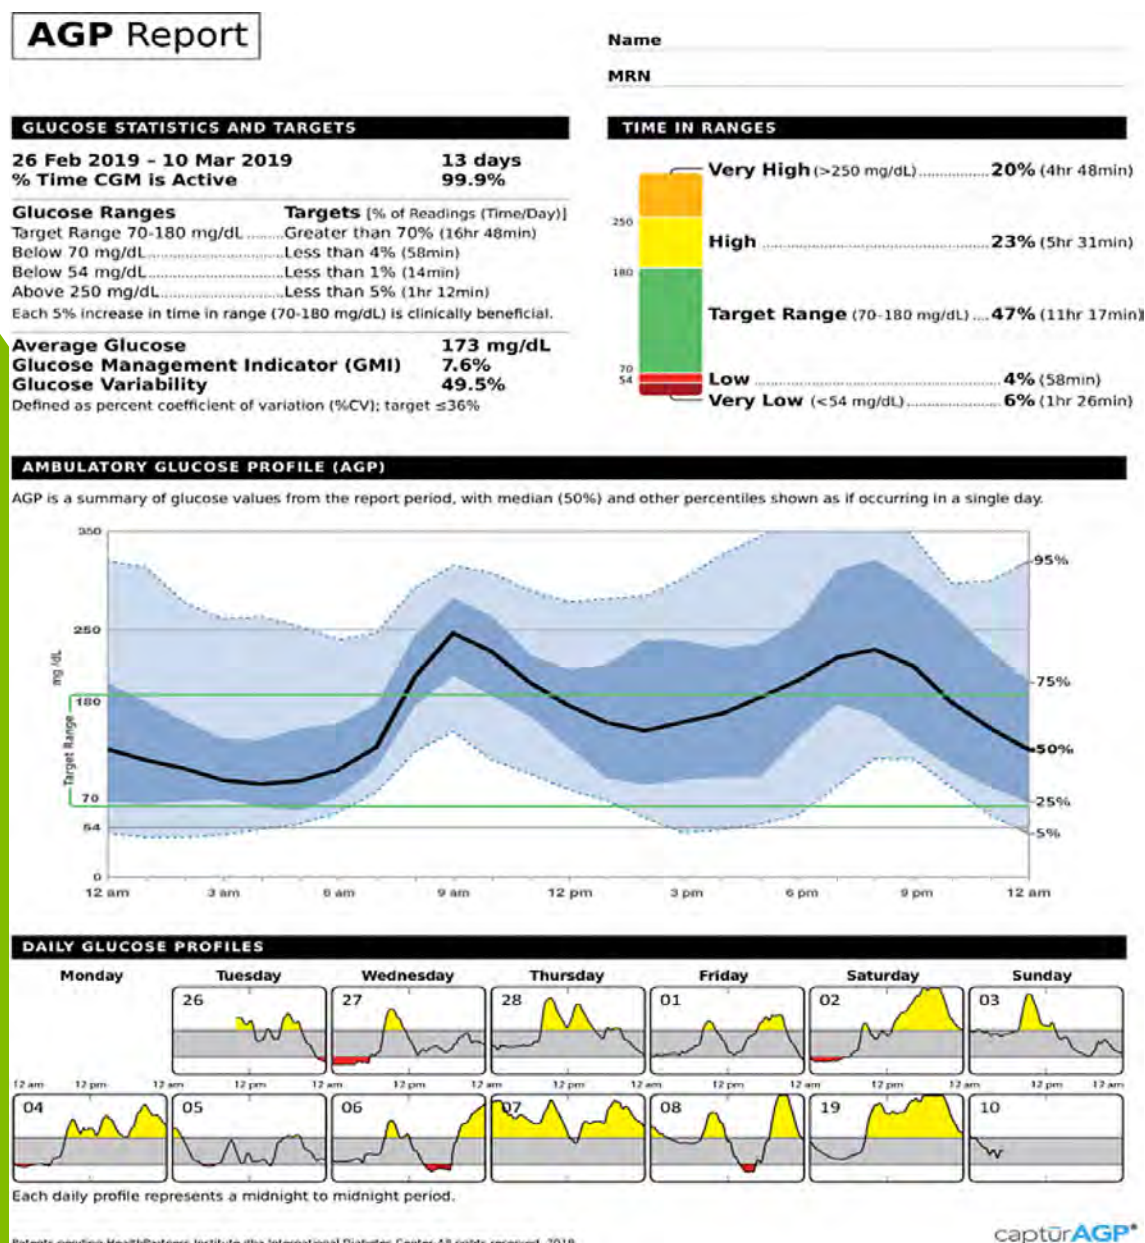 AGP Report
Name
MRN
GLUCOSE STATISTICS AND TARGETS
26 Feb 2019 – 10 Mar 2019 13 days
% Time CGM is Active 99.9%
Glucose Ranges Targets [% of Readings (Time/Day)]
Target Range 70-180 mg/dL ........Greater than 70% (16hr 48min)
Below 70 mg/dL..............................Less than 4% (58min)
Below 54 mg/dL..............................Less than 1% (14min)
Above 250 mg/dL...........................Less than 5% (1hr 12min)
Each 5% increase in time in range (70-180 mg/dL) is clinically beneficial.
Average Glucose 173 mg/dL
Glucose Management Indicator (GMI) 7.6%
Glucose Variability 49.5%
Defined as percent coefficient of variation (%CV); target ≤36%
TIME IN RANGES
250
180
70
54
Very High (>250 mg/dL)................20% (4hr 48min)
High ..................................................23% (5hr 31min)
Target Range (70-180 mg/dL) ....47% (11hr 17min)
Low .......................................................4% (58min)
Very Low (<54 mg/dL)....................6% (1hr 26min)
AMBULATORY GLUCOSE PROFILE (AGP)
AGP is a summary of glucose values from the report period, with median (50%) and other percentiles shown as if occurring in a single day.
350
95%
250
mg/dL
75%
180
Target Range
50%
70
25%
54
5%
0
12 am 3 am 6 am 9 am 12 pm 3 pm 6 pm 9 pm 12 am
DAILY GLUCOSE PROFILES
Monday Tuesday Wednesday Thursday Friday Saturday Sunday
26 27 28 01 02 03
12 am 12 pm 12 am 12 pm 12 am 12 pm 12 am 12 pm 12 am 12 pm 12 am 12 pm 12 am 12 pm 12 am
04 05 06 07 08 19 10
Each daily profile represents a midnight to midnight period.
captūrAGP®
Patents pending HealthPartners Institute dba International Diabetes Center All rights reserved. 2019